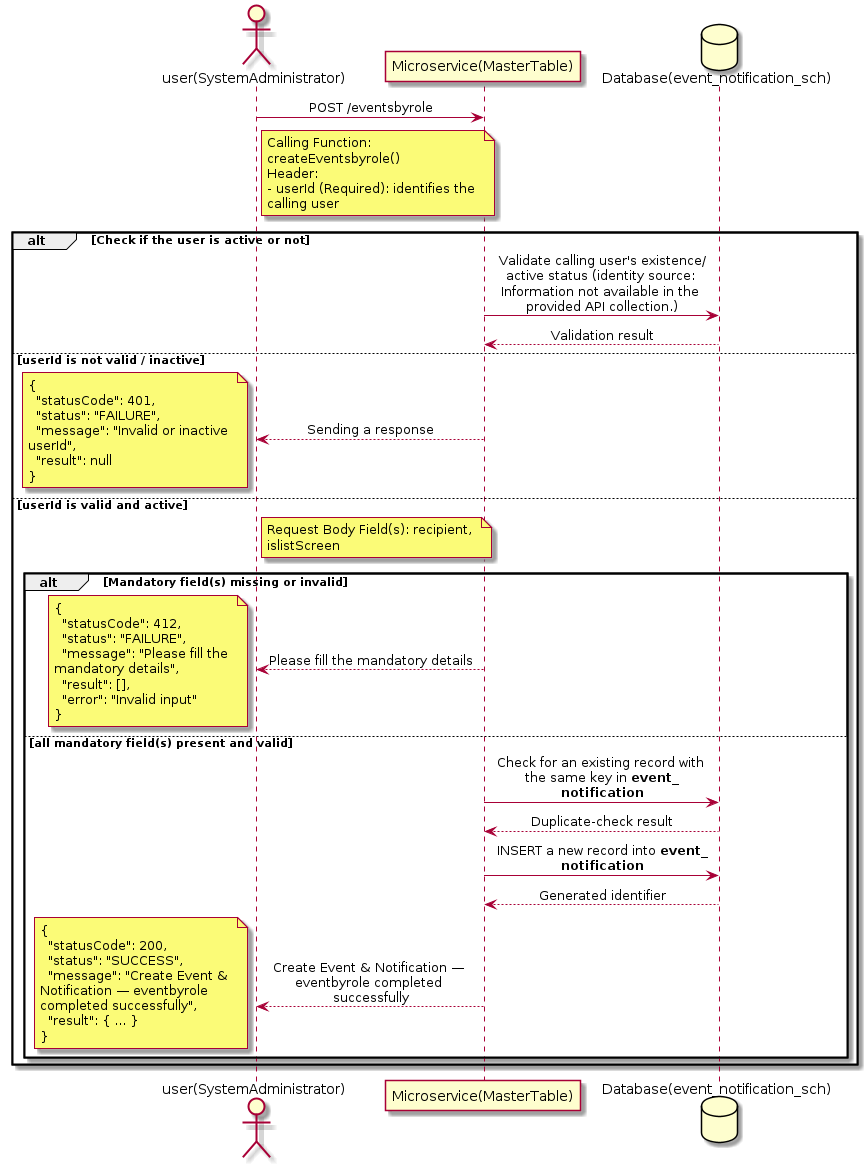 user(SystemAdministrator)
Microservice(MasterTable)
Database(event_notification_sch)
POST /eventsbyrole
Calling Function:
createEventsbyrole()
Header:
- userId (Required): identifies the
calling user
alt
[Check if the user is active or not]
Validate calling user's existence/
active status (identity source:
Information not available in the
provided API collection.)
Validation result
[userId is not valid / inactive]
{
"statusCode": 401,
"status": "FAILURE",
"message": "Invalid or inactive
userId",
"result": null
}
Sending a response
[userId is valid and active]
Request Body Field(s): recipient,
islistScreen
alt
[Mandatory field(s) missing or invalid]
{
"statusCode": 412,
"status": "FAILURE",
"message": "Please fill the
mandatory details",
"result": [],
"error": "Invalid input"
}
Please fill the mandatory details
[all mandatory field(s) present and valid]
Check for an existing record with
the same key in event_
notification
Duplicate-check result
INSERT a new record into event_
notification
Generated identifier
{
"statusCode": 200,
"status": "SUCCESS",
"message": "Create Event &
Notification — eventbyrole
completed successfully",
"result": { ... }
}
Create Event & Notification —
eventbyrole completed
successfully
user(SystemAdministrator)
Microservice(MasterTable)
Database(event_notification_sch)